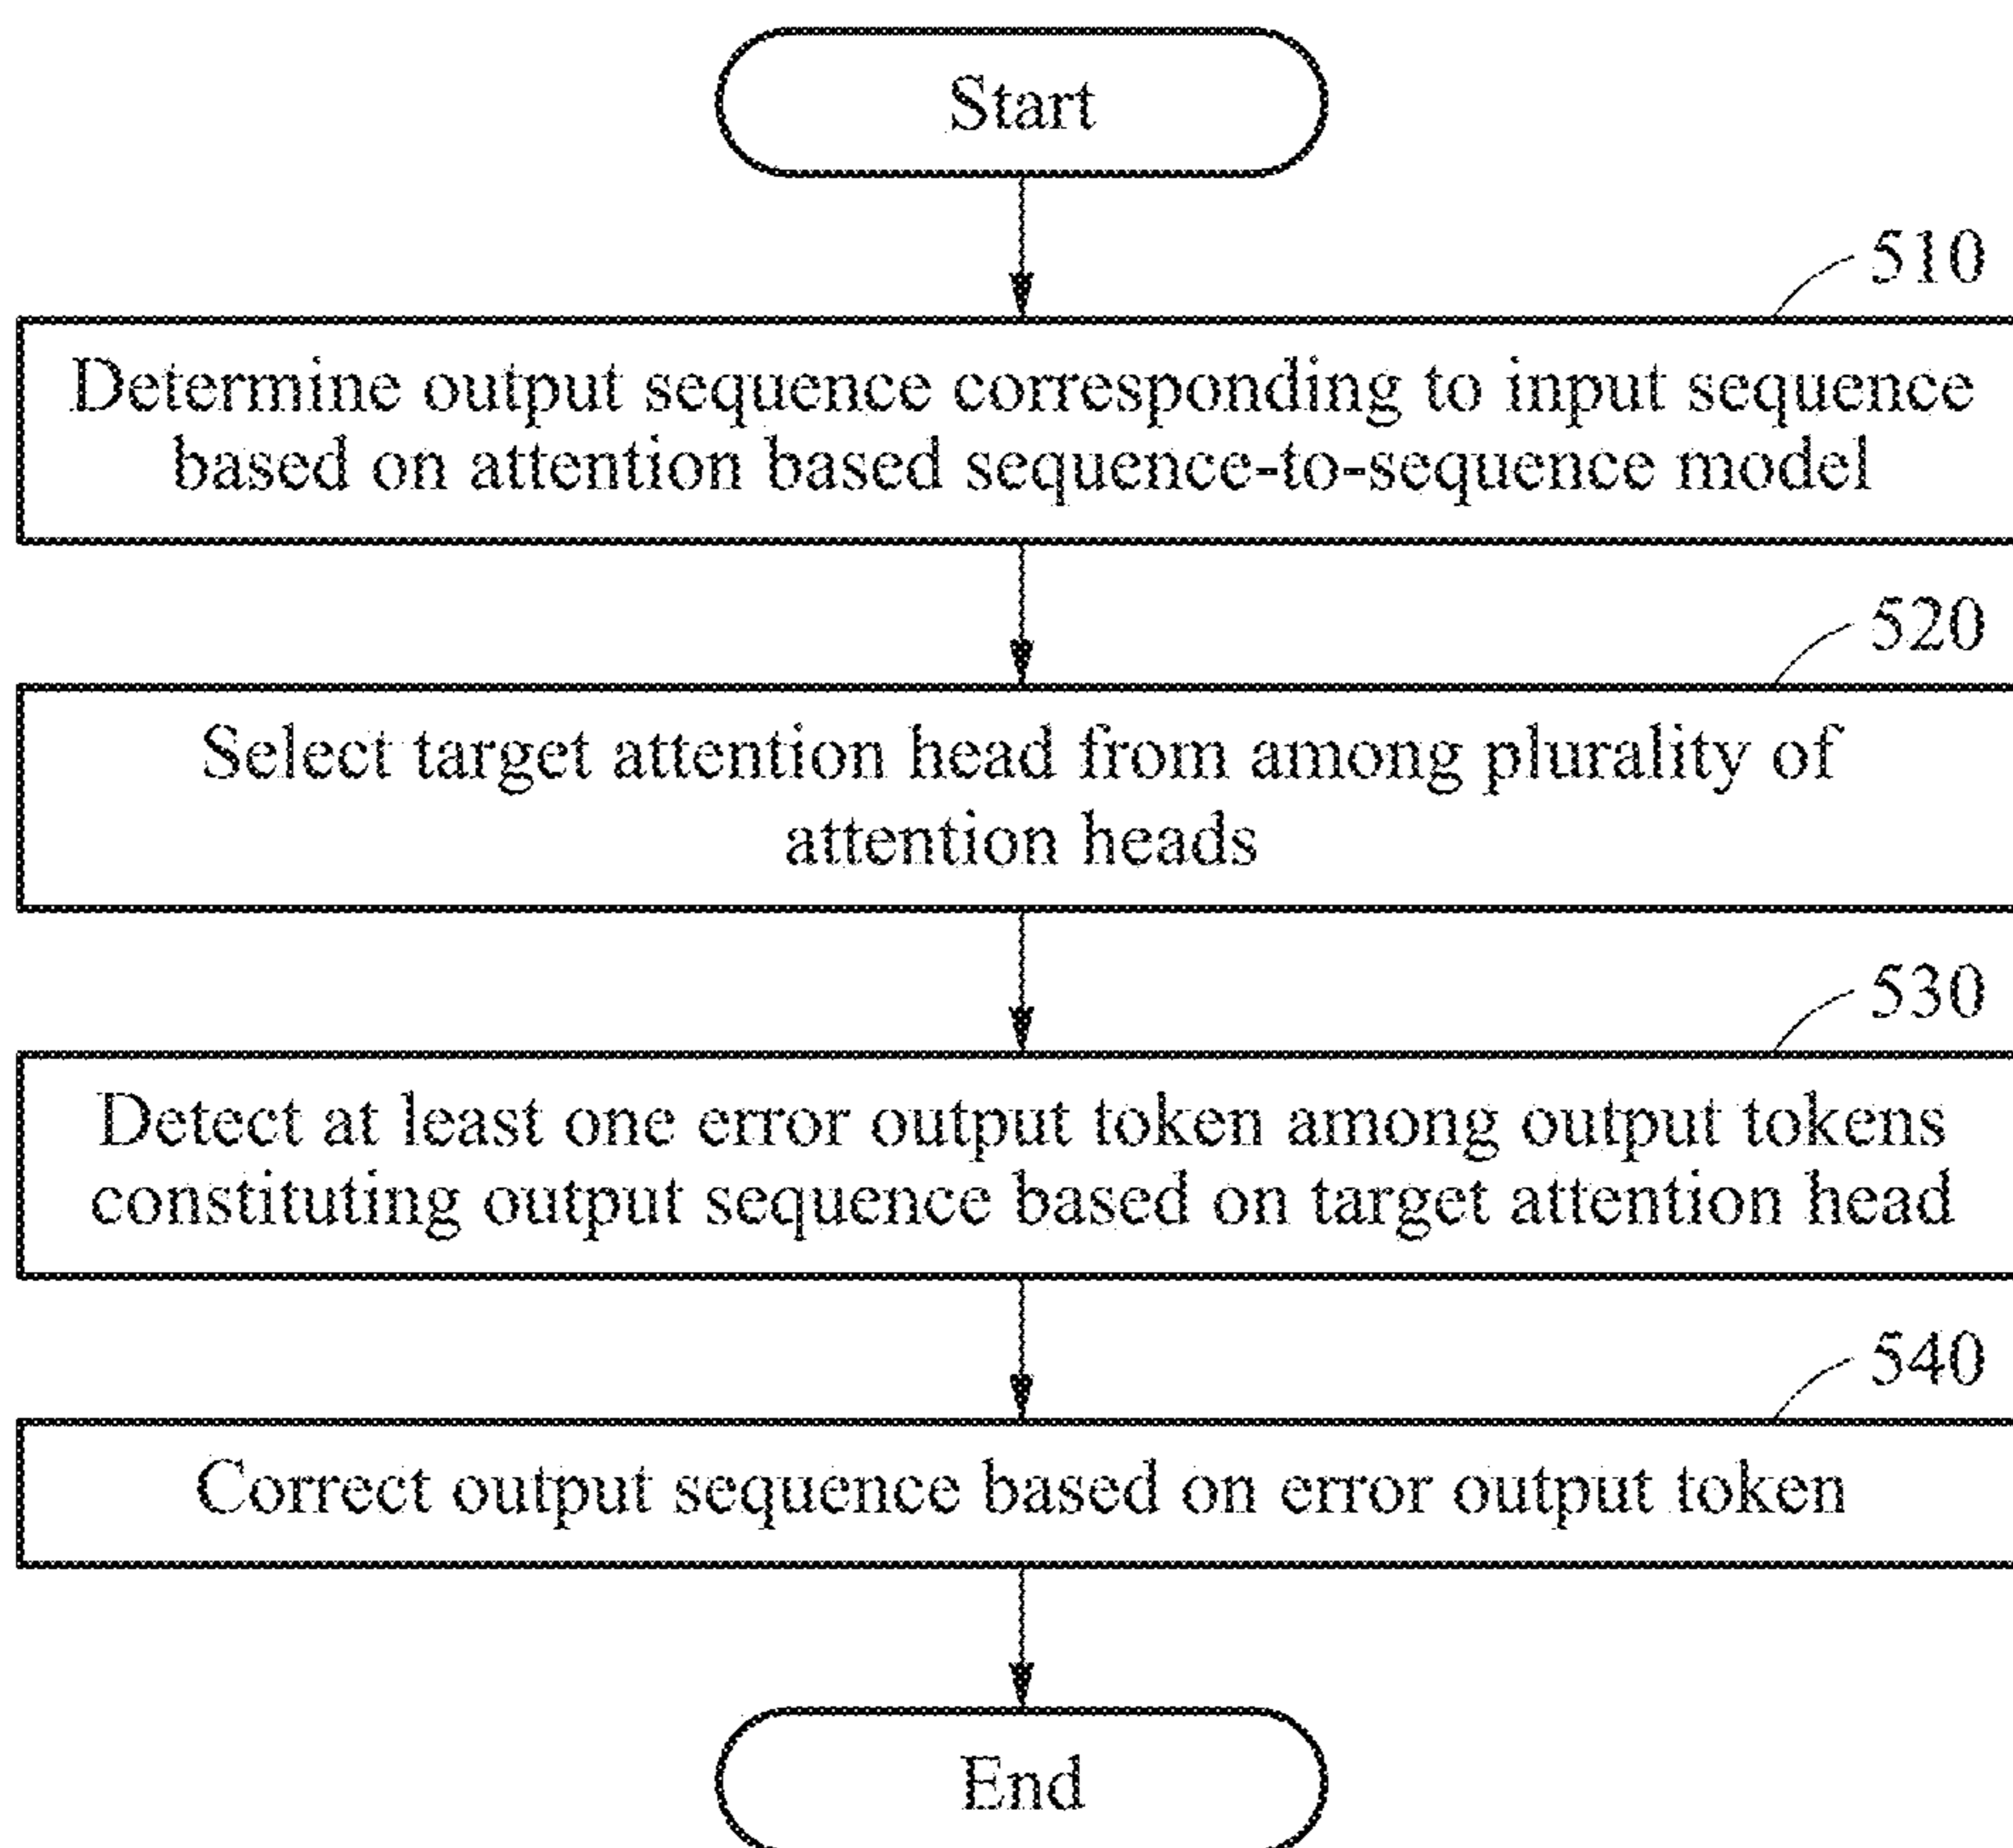 Start
510
Determine output sequence corresponding to input sequence
based on attention based sequence-to-sequence model
520
Select target attention head from among plurality of
attention heads
530
Detect at least one error output token among output tokens
constituting output sequence based on target attention head
540
Correct output sequence based on error output token
End